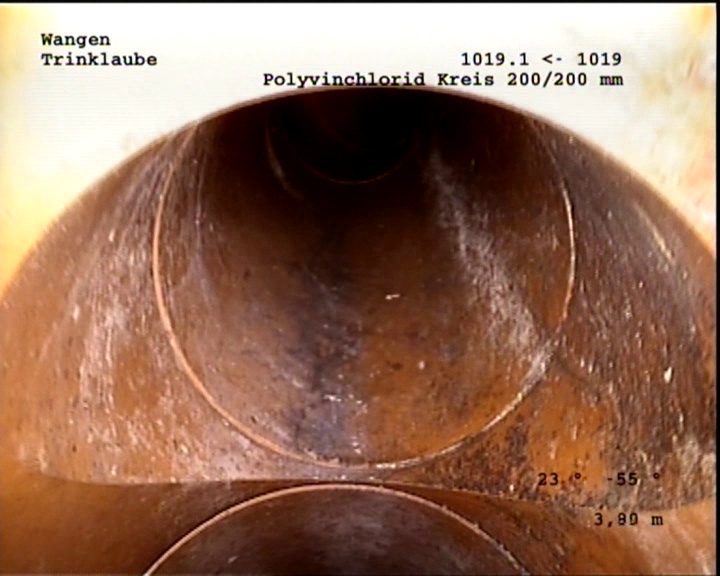 Wangen
Trinklaube
1019.1 <- 1019
Polyvinchlorid Kreis 200/200 mm
23 ° -55 °
3,80 m